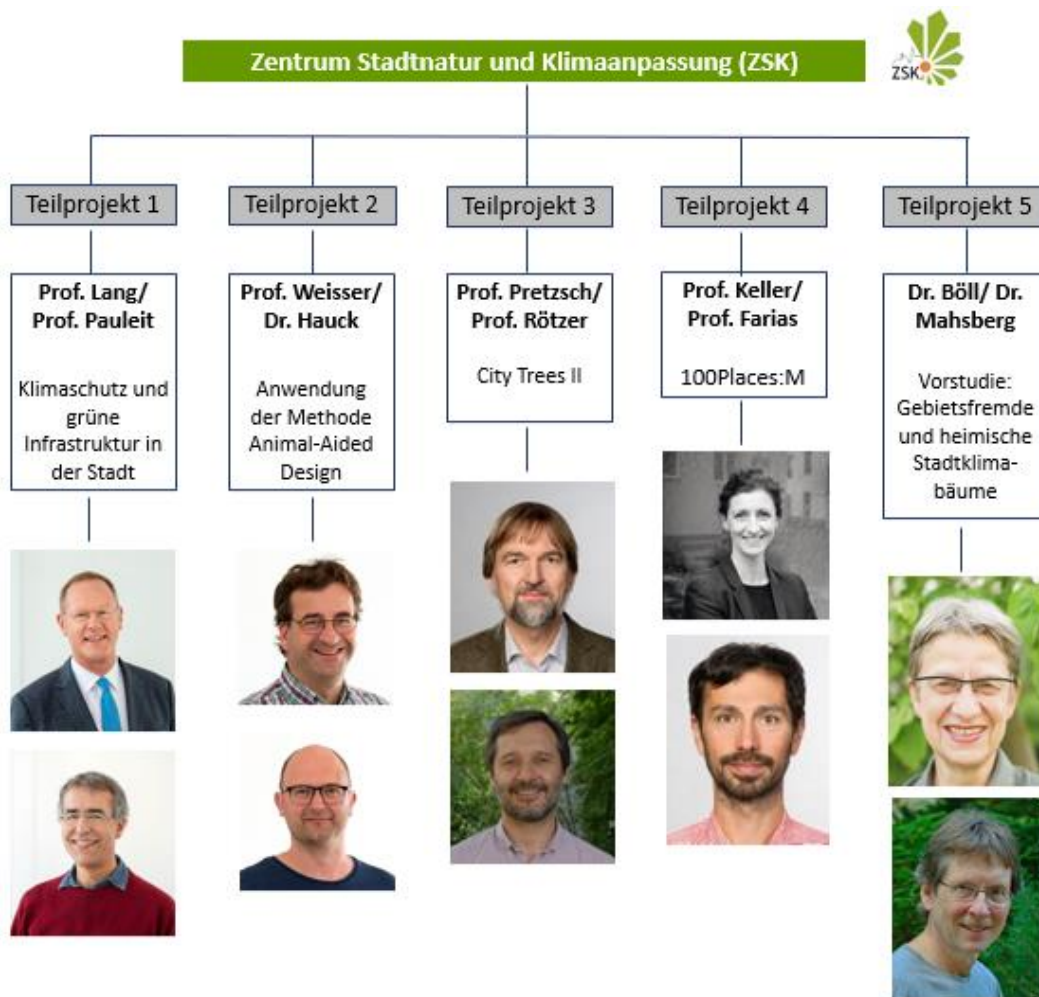 Zentrum Stadtnatur und Klimaanpassung (ZSK)
ZSK
Teilprojekt 1
Teilprojekt 2
Teilprojekt 3
Teilprojekt 4
Teilprojekt 5
Prof. Lang/
Prof. Pauleit
Klimaschutz und
grüne
Infrastruktur in
der Stadt
Prof. Weisser/
Dr. Hauck
Anwendung
der Methode
Animal-Aided
Design
Prof. Pretzsch/
Prof. Rötzer
City Trees II
Prof. Keller/
Prof. Farias
100Places:M
Dr. Böll/ Dr.
Mahsberg
Vorstudie:
Gebietsfremde
und heimische
Stadtklima-
bäume